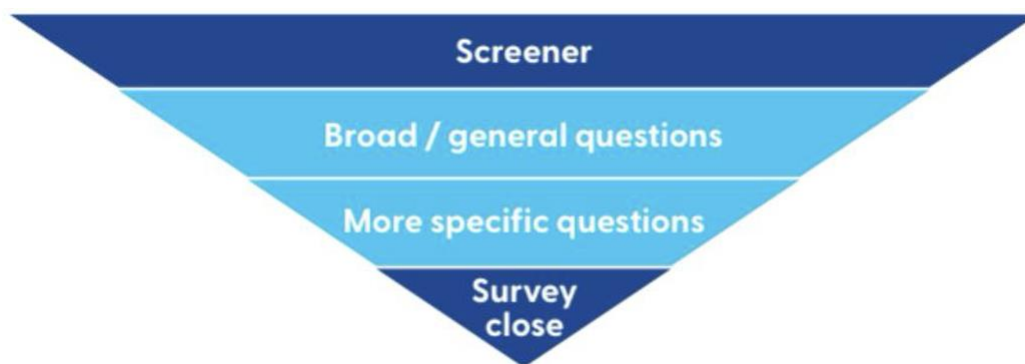 Screener
Broad / general questions
More specific questions
Survey
close